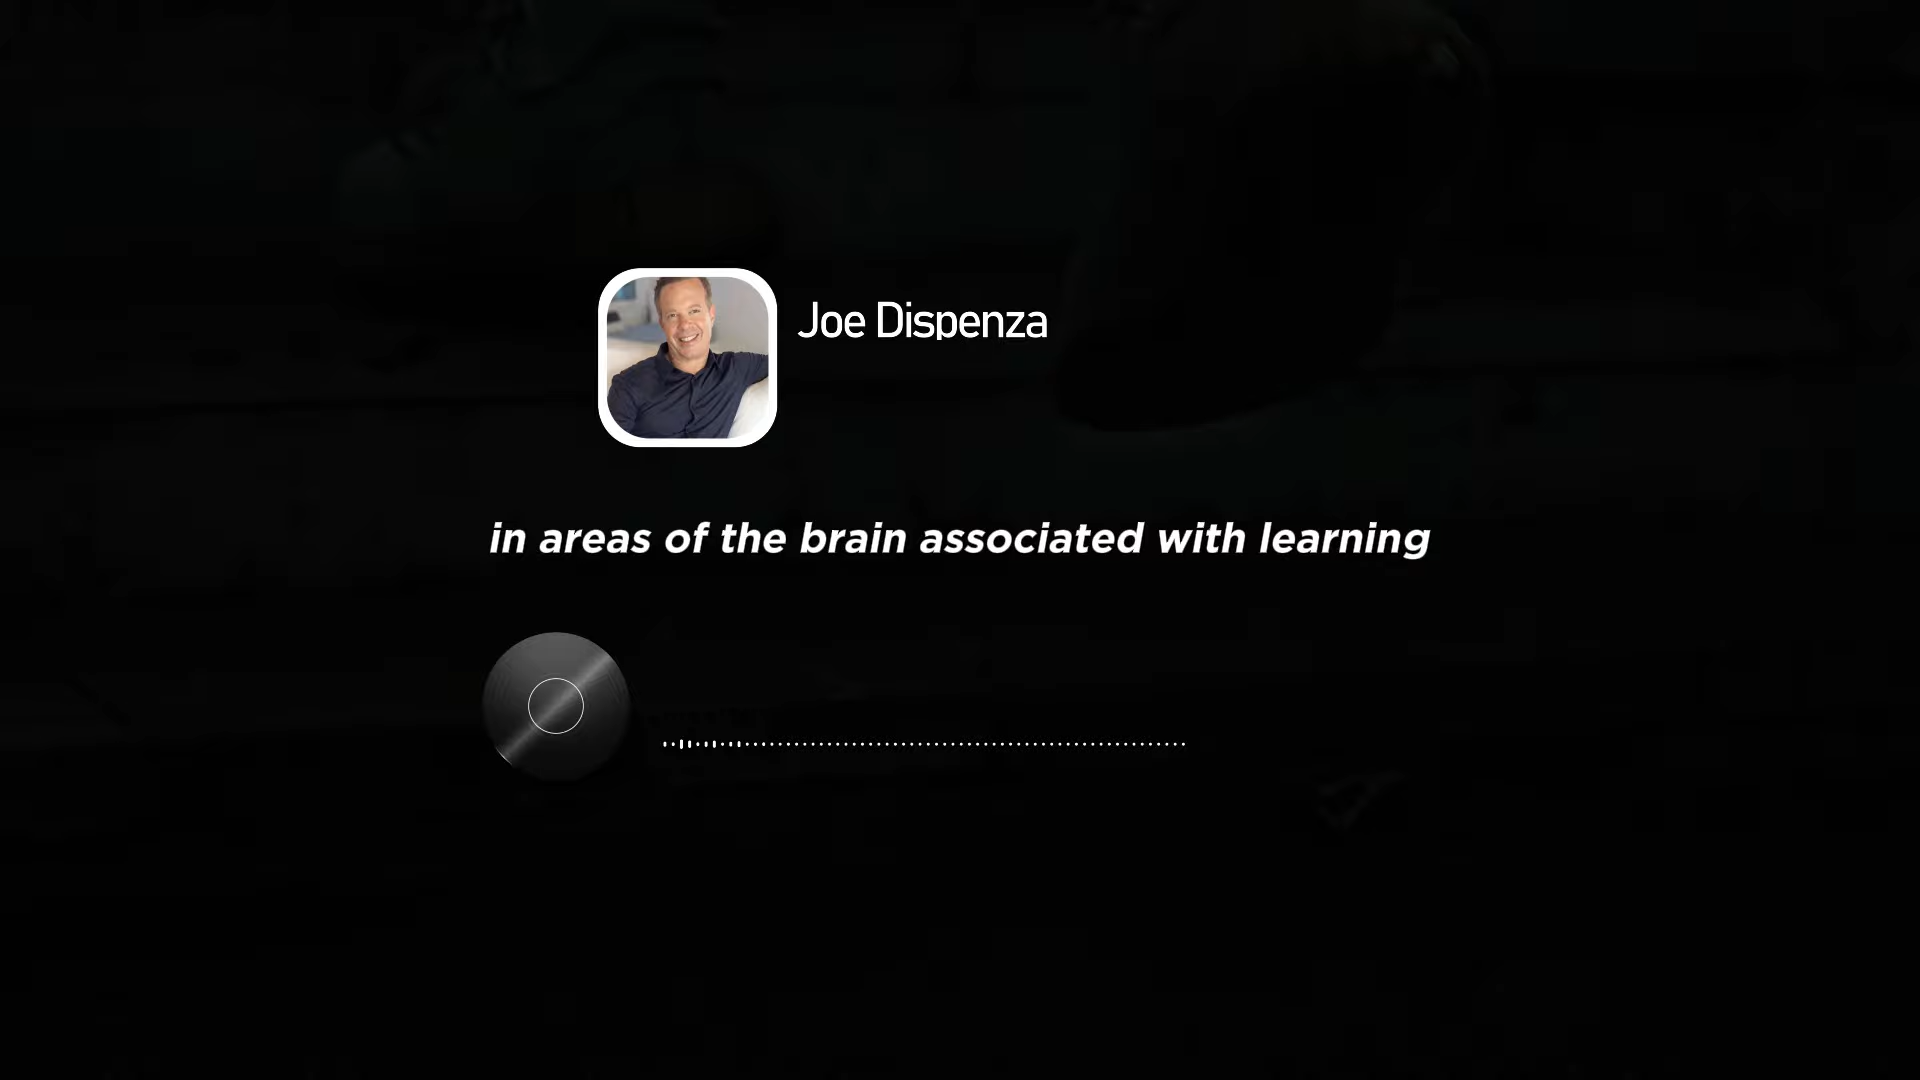 Joe Dispenza
in areas of the brain associated with learning